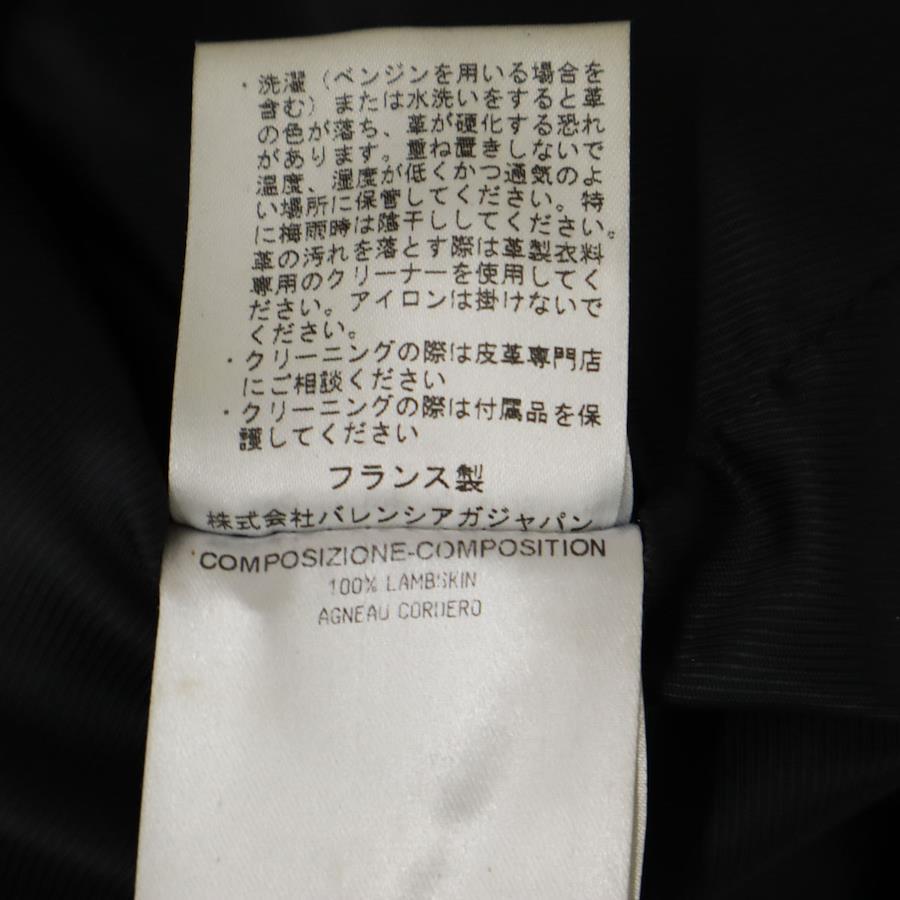 ・洗濯（ベンジンを用いる場合を
含む）または水洗いをすると革
の色が落ち、革が硬化する恐れ
があります。重ね置きしないで
温度、湿度が低くかつ通気のよ
い場所に保管してください。特
に梅雨時は陰干ししてください。
革の汚れを落とす際は革製衣料
専用のクリーナーを使用してく
ださい。アイロンは掛けないで
ください。
・クリーニングの際は皮革専門店
にご相談ください
・クリーニングの際は付属品を保
護してください
フランス製
株式会社バレンシアガジャパン
COMPOSIZIONE-COMPOSITION
100% LAMBSKIN
AGNEAU CORDERO